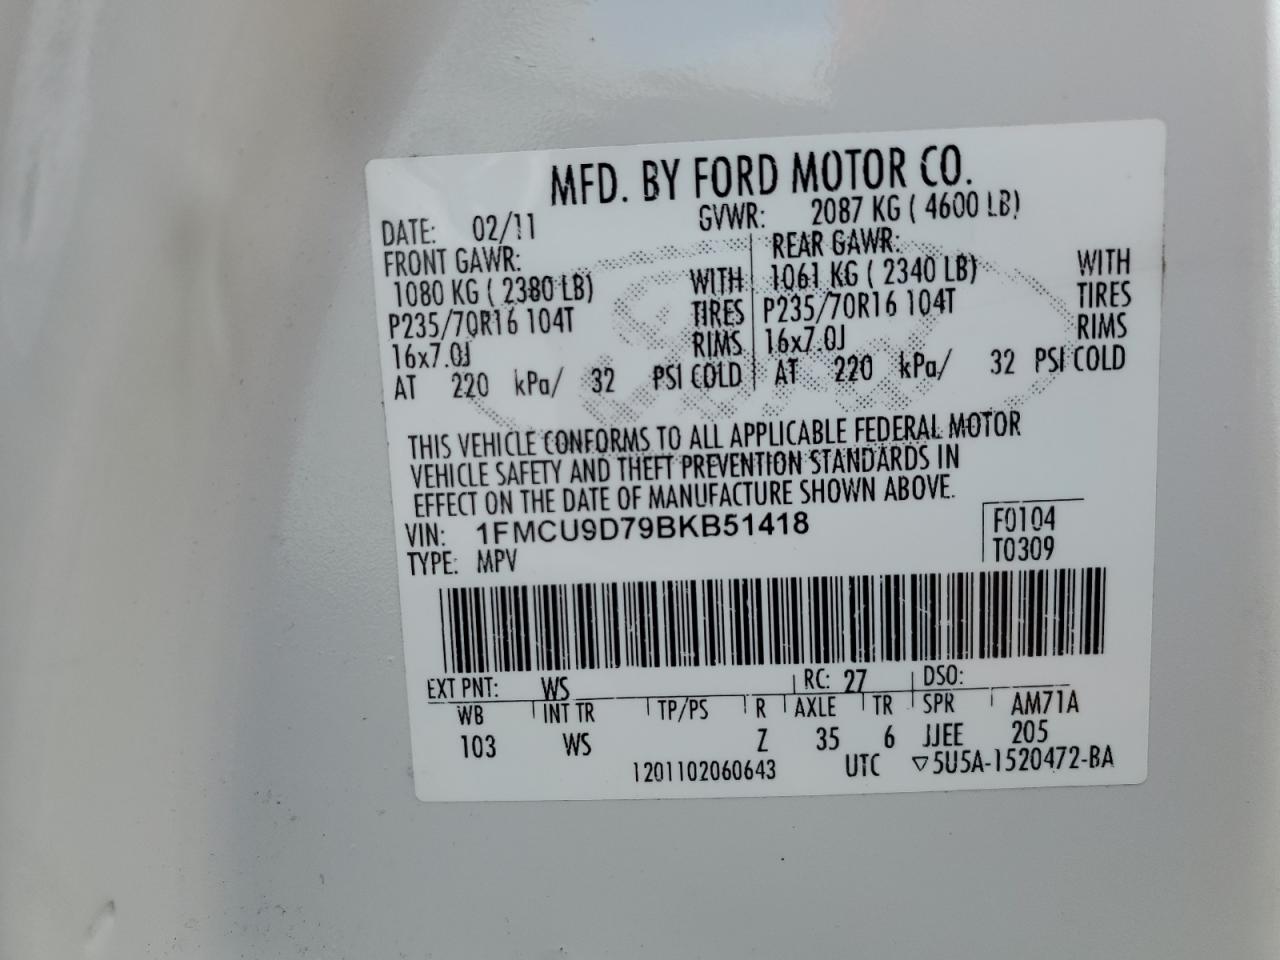 MFD. BY FORD MOTOR CO.
DATE: 02/11 GVWR: 2087 KG ( 4600 LB)
FRONT GAWR: REAR GAWR:
1080 KG ( 2380 LB) WITH 1061 KG ( 2340 LB) WITH
P235/70R16 104T TIRES P235/70R16 104T TIRES
16x7.0J RIMS 16x7.0J RIMS
AT 220 kPa/ 32 PSI COLD AT 220 kPa/ 32 PSI COLD
THIS VEHICLE CONFORMS TO ALL APPLICABLE FEDERAL MOTOR
VEHICLE SAFETY AND THEFT PREVENTION STANDARDS IN
EFFECT ON THE DATE OF MANUFACTURE SHOWN ABOVE.
VIN: 1FMCU9D79BKB51418 F0104
TYPE: MPV T0309
EXT PNT: WS RC: 27 DSO:
WB INT TR TP/PS R AXLE TR SPR AM71A
103 WS Z 35 6 JJEE 205
1201102060643 UTC ▽5U5A-1520472-BA